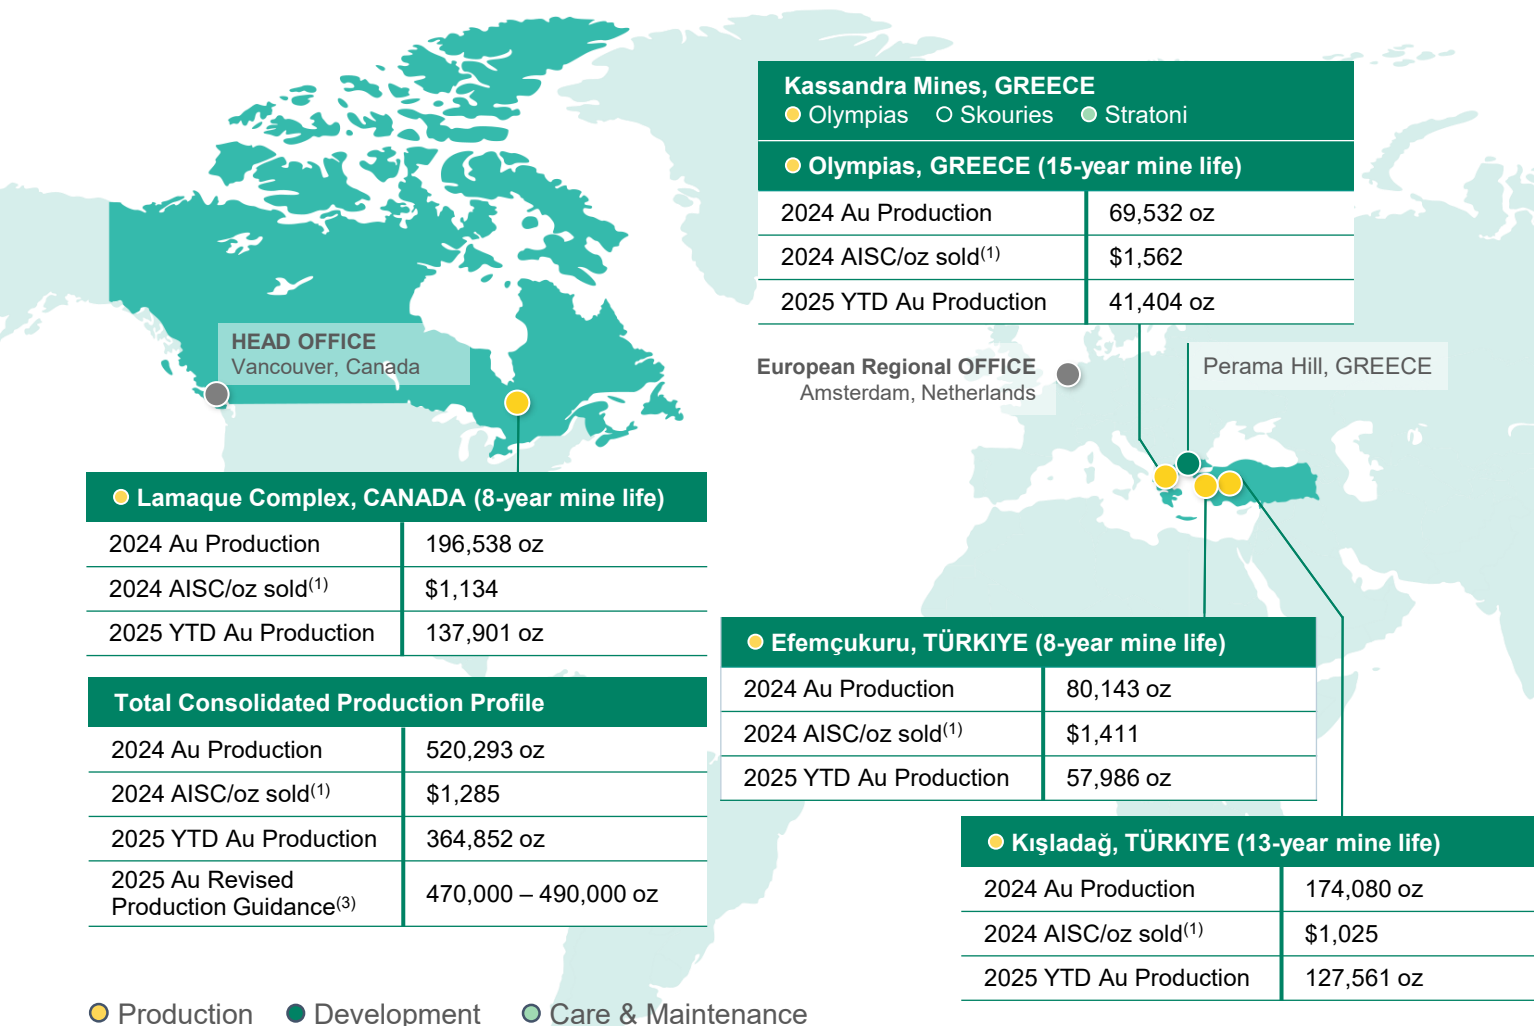 Kassandra Mines, GREECE
Olympias Skouries Stratoni
Olympias, GREECE (15-year mine life)
2024 Au Production 69,532 oz
2024 AISC/oz sold(1) $1,562
2025 YTD Au Production 41,404 oz
HEAD OFFICE
Vancouver, Canada
European Regional OFFICE
Amsterdam, Netherlands
Perama Hill, GREECE
Lamaque Complex, CANADA (8-year mine life)
2024 Au Production 196,538 oz
2024 AISC/oz sold(1) $1,134
2025 YTD Au Production 137,901 oz
Efemçukuru, TÜRKIYE (8-year mine life)
2024 Au Production 80,143 oz
2024 AISC/oz sold(1) $1,411
2025 YTD Au Production 57,986 oz
Total Consolidated Production Profile
2024 Au Production 520,293 oz
2024 AISC/oz sold(1) $1,285
2025 YTD Au Production 364,852 oz
2025 Au Revised
Production Guidance(3) 470,000 – 490,000 oz
Kışladağ, TÜRKIYE (13-year mine life)
2024 Au Production 174,080 oz
2024 AISC/oz sold(1) $1,025
2025 YTD Au Production 127,561 oz
Production Development Care & Maintenance